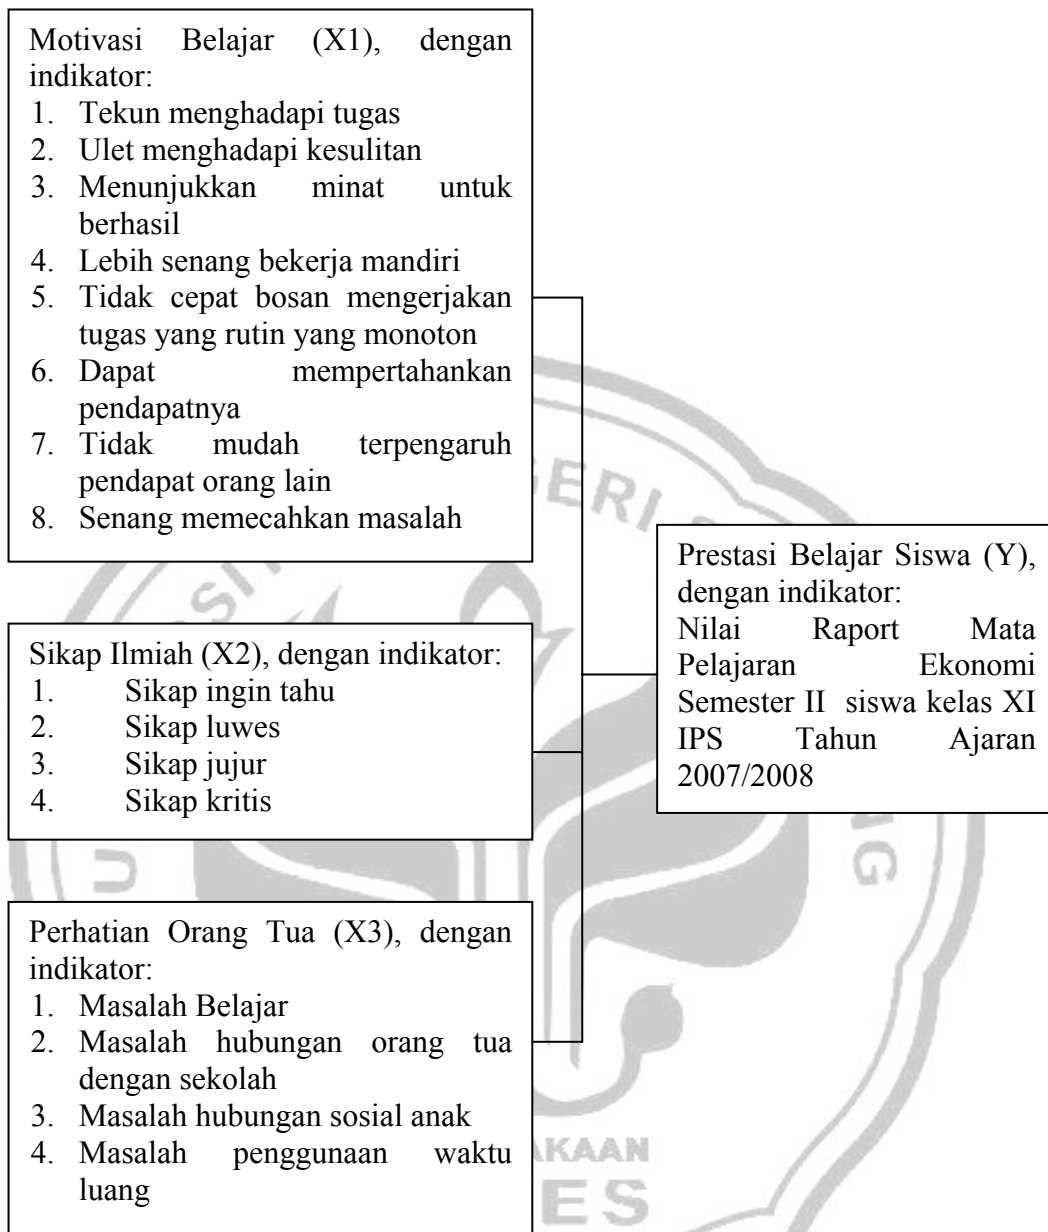 Motivasi Belajar (X1), dengan
indikator:
1. Tekun menghadapi tugas
2. Ulet menghadapi kesulitan
3. Menunjukkan minat untuk
berhasil
4. Lebih senang bekerja mandiri
5. Tidak cepat bosan mengerjakan
tugas yang rutin yang monoton
6. Dapat mempertahankan
pendapatnya
7. Tidak mudah terpengaruh
pendapat orang lain
8. Senang memecahkan masalah
Sikap Ilmiah (X2), dengan indikator:
1. Sikap ingin tahu
2. Sikap luwes
3. Sikap jujur
4. Sikap kritis
Perhatian Orang Tua (X3), dengan
indikator:
1. Masalah Belajar
2. Masalah hubungan orang tua
dengan sekolah
3. Masalah hubungan sosial anak
4. Masalah penggunaan waktu
luang
Prestasi Belajar Siswa (Y),
dengan indikator:
Nilai Raport Mata
Pelajaran Ekonomi
Semester II siswa kelas XI
IPS Tahun Ajaran
2007/2008